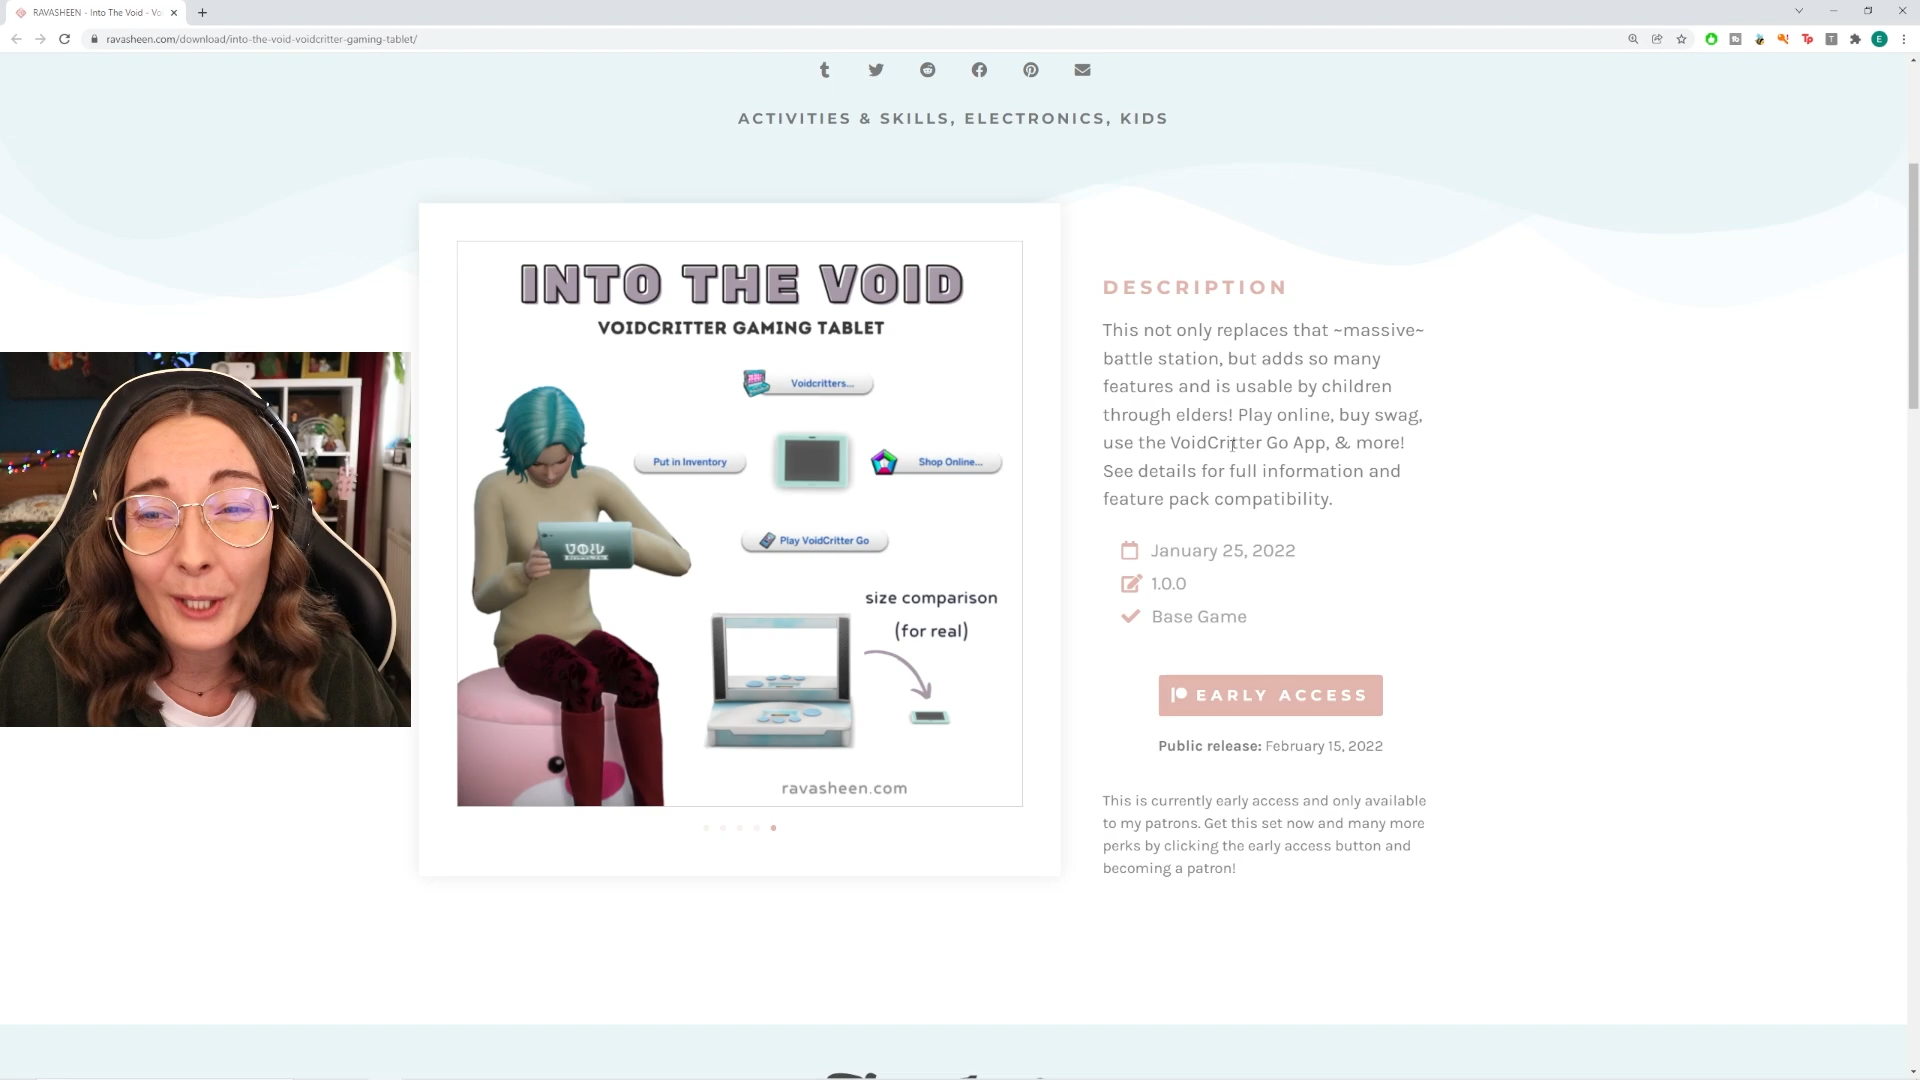 RAVASHEEN - Into The Void - Vo
ravasheen.com/download/into-the-void-voidcritter-gaming-tablet/
E
Tp
T
ACTIVITIES & SKILLS, ELECTRONICS, KIDS
INTO THE VOID
VOIDCRITTER GAMING TABLET
Voidcritters...
Put in Inventory
Shop Online...
Play VoidCritter Go
VOID
size comparison
(for real)
ravasheen.com
DESCRIPTION
This not only replaces that ~massive~
battle station, but adds so many
features and is usable by children
through elders! Play online, buy swag,
use the VoidCritter Go App, & more!
See details for full information and
feature pack compatibility.
January 25, 2022
1.0.0
Base Game
EARLY ACCESS
Public release: February 15, 2022
This is currently early access and only available
to my patrons. Get this set now and many more
perks by clicking the early access button and
becoming a patron!